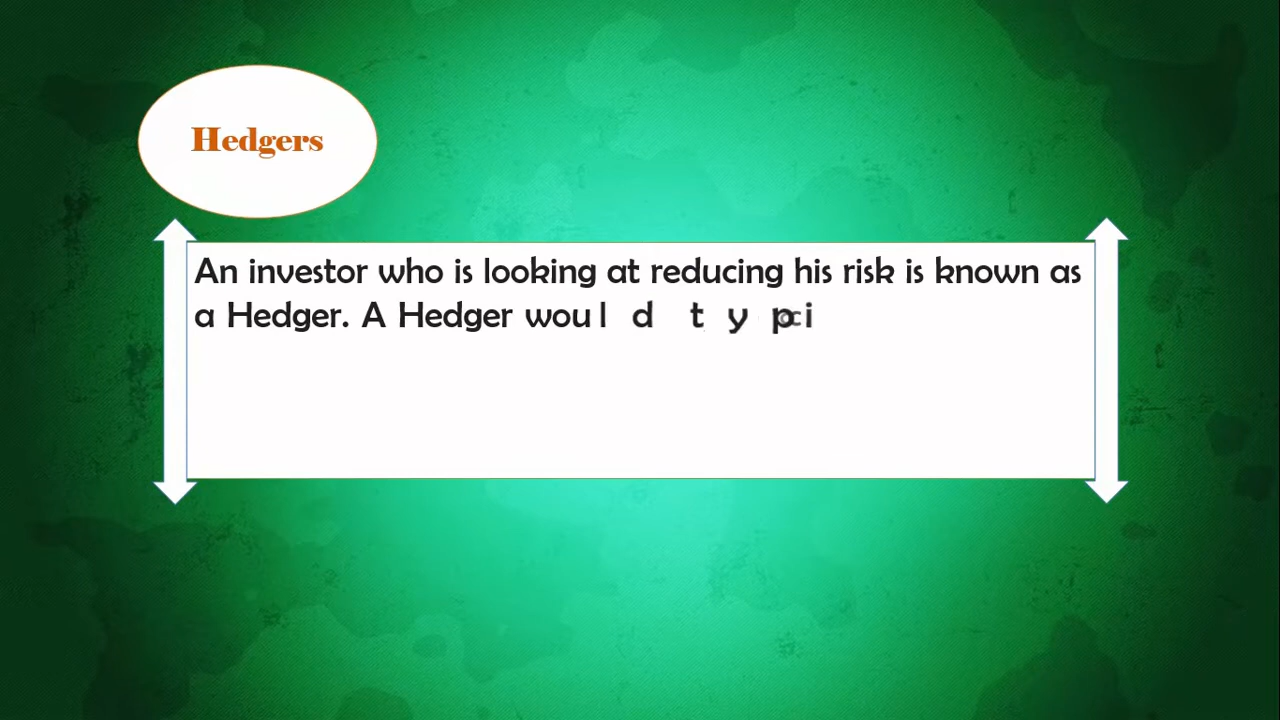 Hedgers
An investor who is looking at reducing his risk is known as
a Hedger. A Hedger would